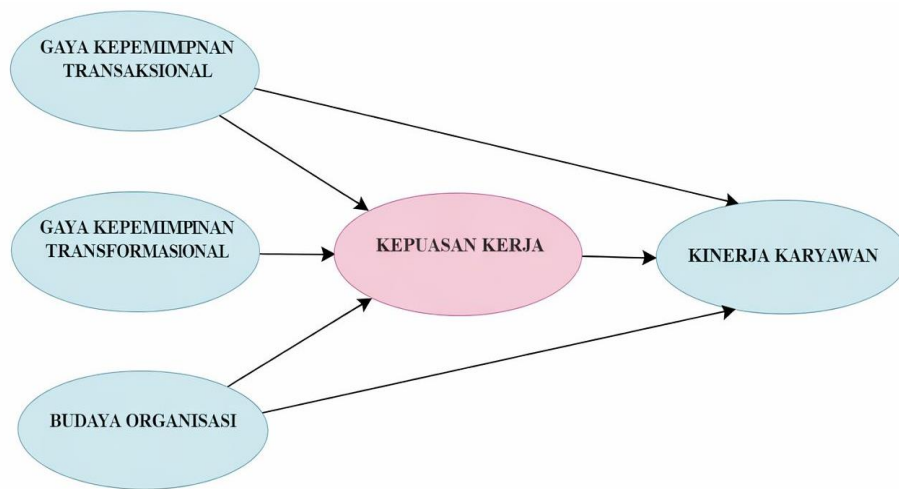 GAYA KEPEMIMPNAN
TRANSAKSIONAL
GAYA KEPEMIMPINAN
TRANSFORMASIONAL
KEPUASAN KERJA
KINERJA KARYAWAN
BUDAYA ORGANISASI